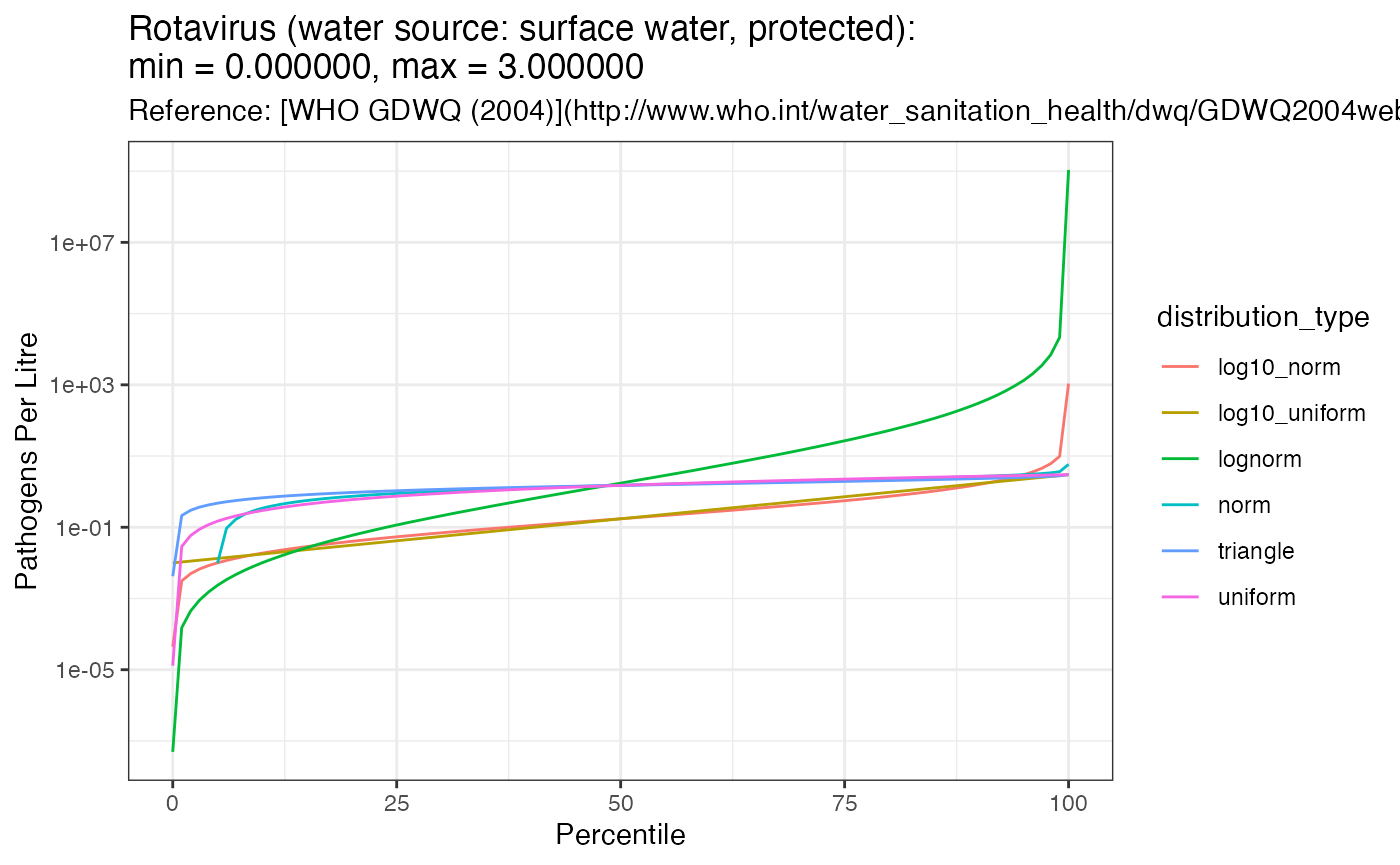 Rotavirus (water source: surface water, protected):
min = 0.000000, max = 3.000000
Reference: [WHO GDWQ (2004)](http://www.who.int/water_sanitation_health/dwq/GDWQ2004web
1e+07
1e+03
1e-01
1e-05
Pathogens Per Litre
0 25 50 75 100
Percentile
distribution_type
log10_norm
log10_uniform
lognorm
norm
triangle
uniform